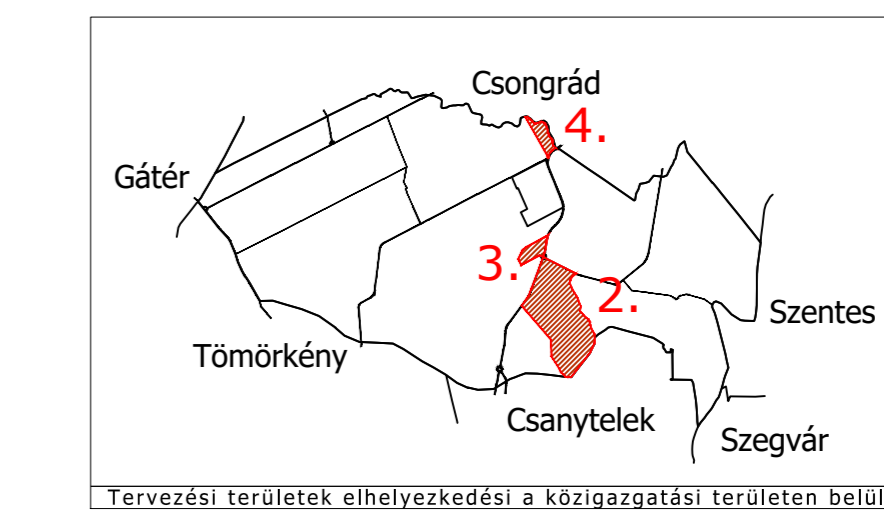 Csongrád
4.
Gátér
3.
2.
Szentes
Tömörkény
Csanytelek
Szegvár
Tervezési területek elhelyezkedési a közigazgatási területen belül